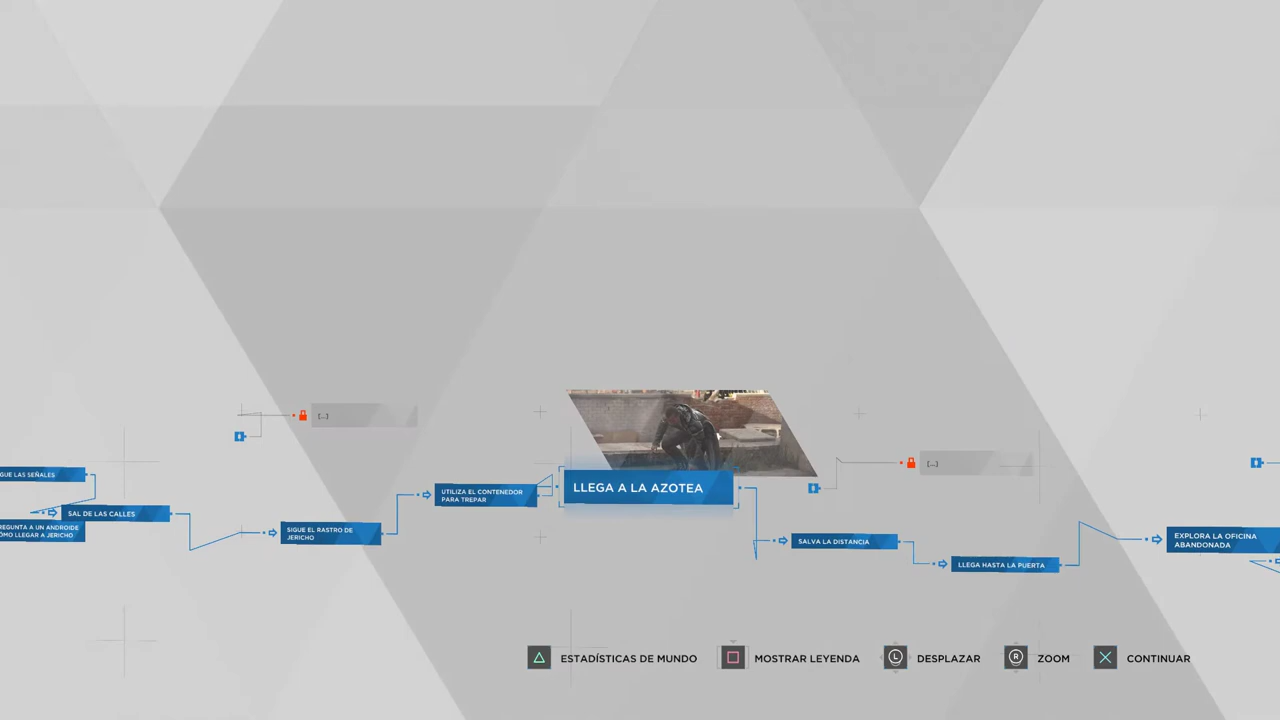 [...]
[...]
GUE LAS SEÑALES
SAL DE LAS CALLES
REGUNTA A UN ANDROIDE
ÓMO LLEGAR A JERICHO
SIGUE EL RASTRO DE
JERICHO
UTILIZA EL CONTENEDOR
PARA TREPAR
LLEGA A LA AZOTEA
SALVA LA DISTANCIA
LLEGA HASTA LA PUERTA
EXPLORA LA OFICINA
ABANDONADA
ESTADÍSTICAS DE MUNDO
MOSTRAR LEYENDA
L
DESPLAZAR
R
ZOOM
CONTINUAR